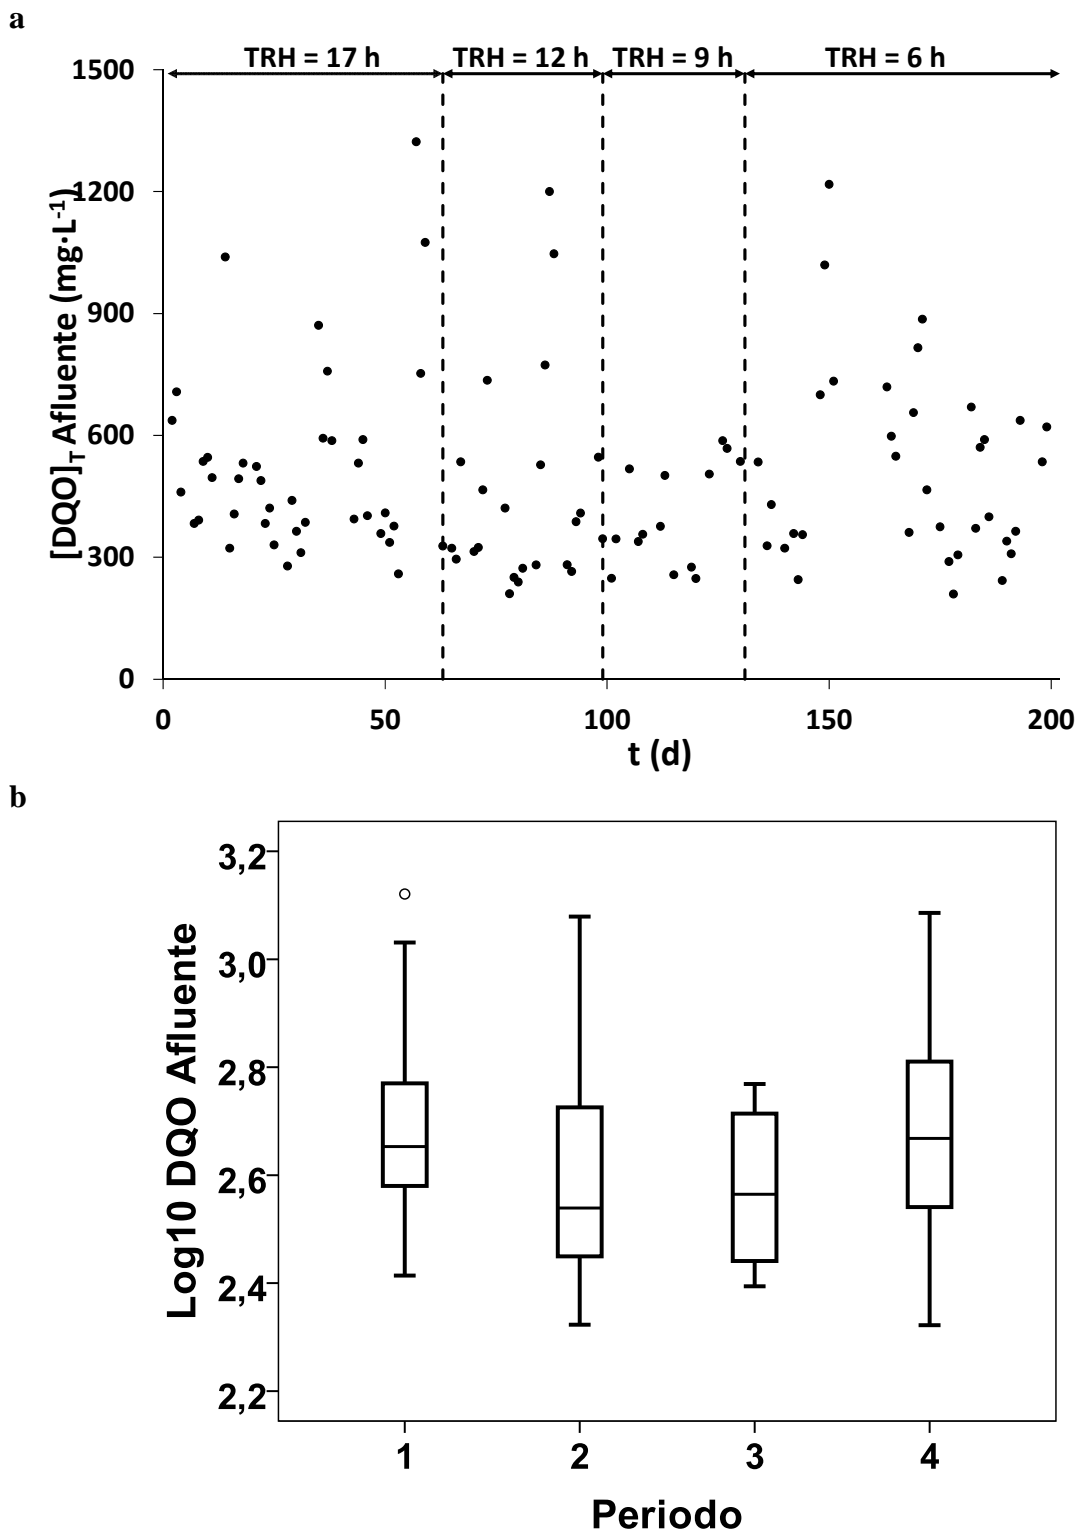 a
TRH = 17 h TRH = 12 h TRH = 9 h TRH = 6 h
1500
1200
900
600
300
0
[DQO]T Afluente (mg·L-1)
0 50 100 150 200
t (d)
b
3,2
3,0
2,8
2,6
2,4
2,2
Log10 DQO Afluente
1 2 3 4
Periodo